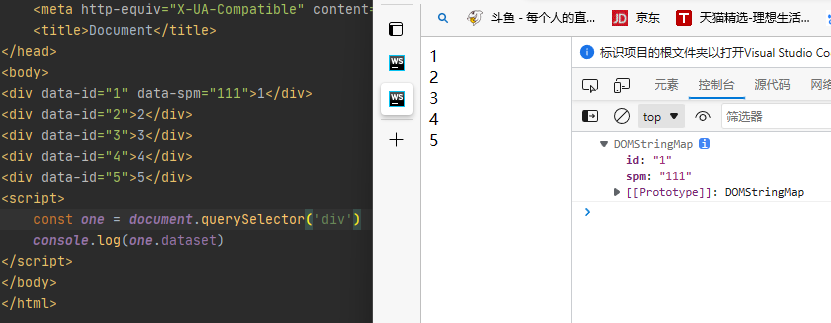 <meta http-equiv="X-UA-Compatible" content=
<title>Document</title>
</head>
<body>
<div data-id="1" data-spm="111">1</div>
<div data-id="2">2</div>
<div data-id="3">3</div>
<div data-id="4">4</div>
<div data-id="5">5</div>
<script>
const one = document.querySelector('div')
console.log(one.dataset)
</script>
</body>
</html>
WS
WS
斗鱼 - 每个人的直...
JD 京东
T 天猫精选-理想生活...
1
2
3
4
5
标识项目的根文件夹以打开Visual Studio Co
元素 控制台 源代码 网
top 筛选器
DOMStringMap i
id: "1"
spm: "111"
[[Prototype]]: DOMStringMap